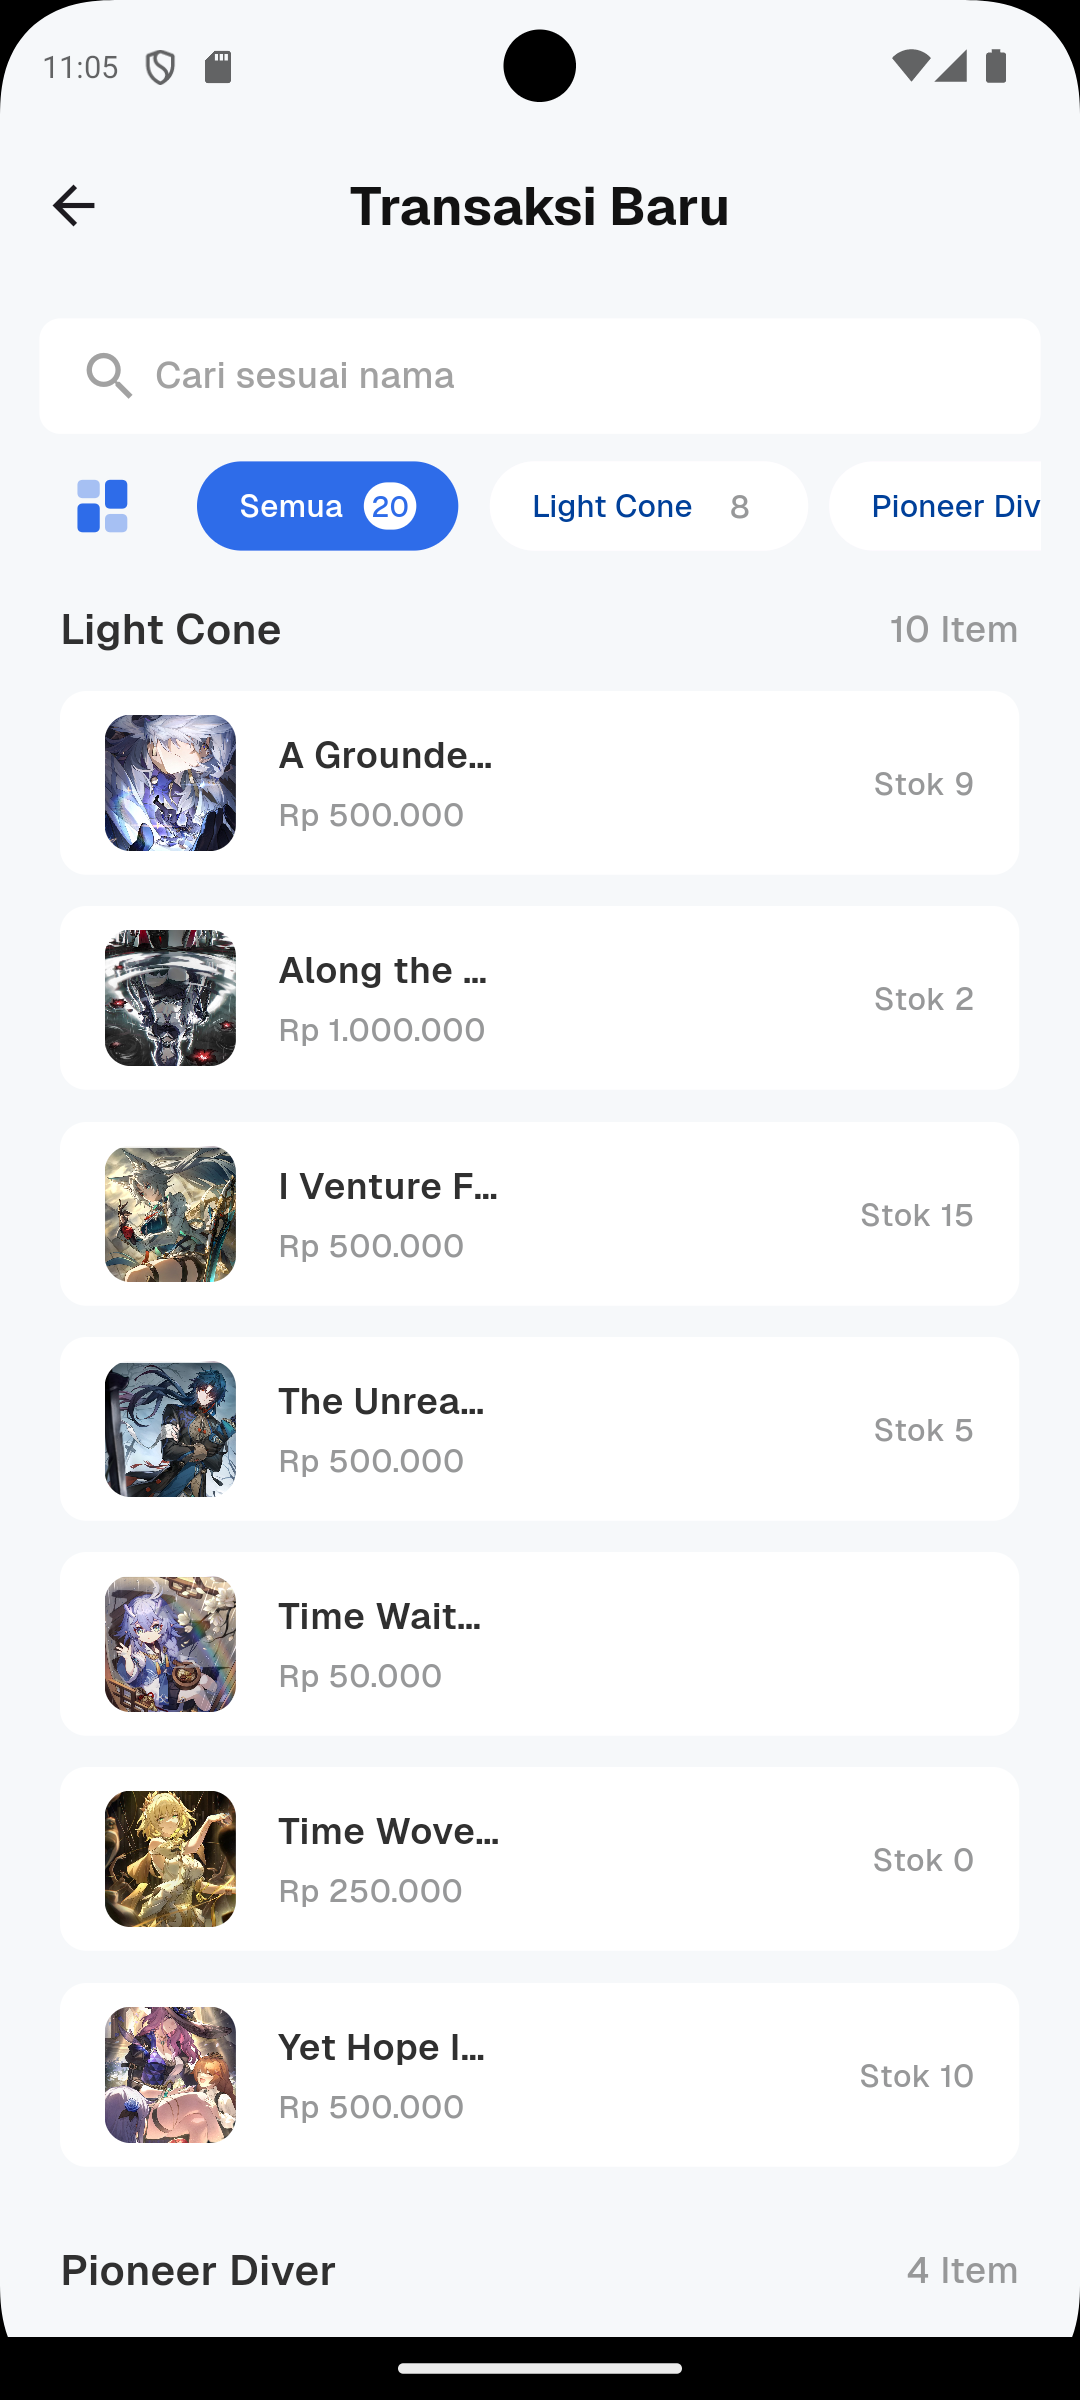 11:05
Transaksi Baru
Cari sesuai nama
Semua 20 Light Cone 8 Pioneer Div
Light Cone 10 Item
A Grounde...
Rp 500.000
Stok 9
Along the ...
Rp 1.000.000
Stok 2
I Venture F...
Rp 500.000
Stok 15
The Unrea...
Rp 500.000
Stok 5
Time Wait...
Rp 50.000
Time Wove...
Rp 250.000
Stok 0
Yet Hope I...
Rp 500.000
Stok 10
Pioneer Diver 4 Item